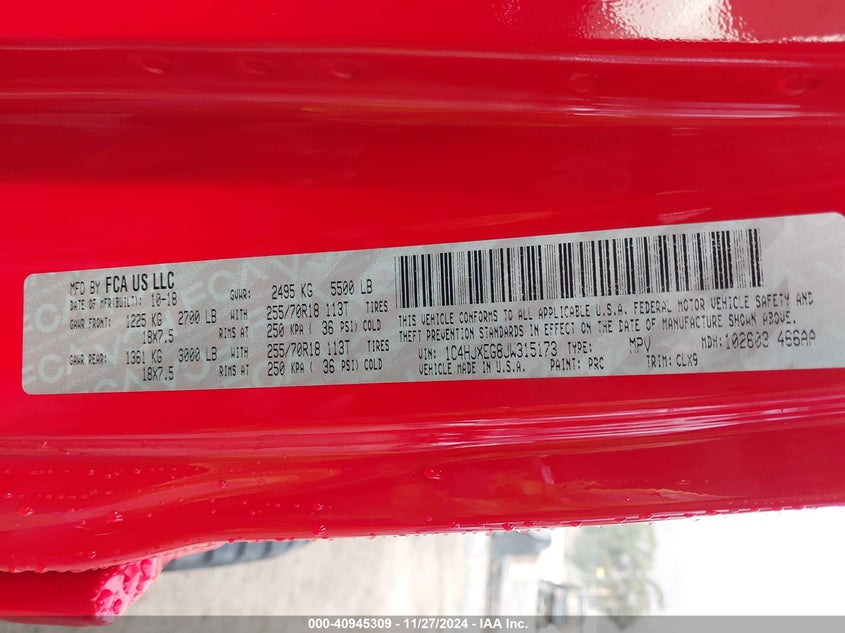 MFD BY FCA US LLC
DATE OF MFR(BUILT): 10-18 GVWR: 2495 KG 5500 LB
GAWR FRONT: 1225 KG 2700 LB WITH 255/70R18 113T TIRES
18X7.5 RIMS AT 250 KPA ( 36 PSI) COLD
GAWR REAR: 1361 KG 3000 LB WITH 255/70R18 113T TIRES
18X7.5 RIMS AT 250 KPA ( 36 PSI) COLD
THIS VEHICLE CONFORMS TO ALL APPLICABLE U.S.A. FEDERAL MOTOR VEHICLE SAFETY AND
THEFT PREVENTION STANDARDS IN EFFECT ON THE DATE OF MANUFACTURE SHOWN ABOVE.
VIN: 1C4HJXEG8JW315173 TYPE: MPV MDH: 102603 466AA
VEHICLE MADE IN U.S.A. PAINT: PRC TRIM: CLX9
000-40945309 | 11/27/2024 | IAA Inc.